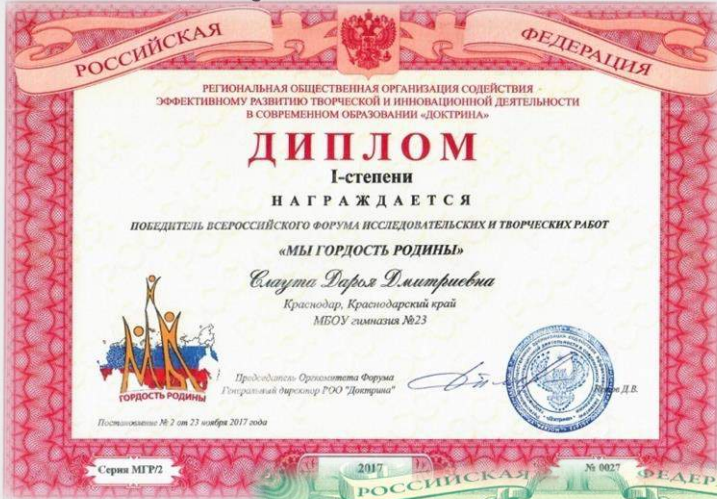 РОССИЙСКАЯ ФЕДЕРАЦИЯ
РЕГИОНАЛЬНАЯ ОБЩЕСТВЕННАЯ ОРГАНИЗАЦИЯ СОДЕЙСТВИЯ
ЭФФЕКТИВНОМУ РАЗВИТИЮ ТВОРЧЕСКОЙ И ИННОВАЦИОННОЙ ДЕЯТЕЛЬНОСТИ
В СОВРЕМЕННОМ ОБРАЗОВАНИИ «ДОКТРИНА»
ДИПЛОМ
I-степени
НАГРАЖДАЕТСЯ
ПОБЕДИТЕЛЬ ВСЕРОССИЙСКОГО ФОРУМА ИССЛЕДОВАТЕЛЬСКИХ И ТВОРЧЕСКИХ РАБОТ
«МЫ ГОРДОСТЬ РОДИНЫ»
Слаута Дарья Дмитриевна
Краснодар, Краснодарский край
МБОУ гимназия №23
МЫ
ГОРДОСТЬ РОДИНЫ
Председатель Оргкомитета Форума
Генеральный директор РОО "Доктрина"
Д.В.
Постановление № 2 от 23 ноября 2017 года
Серия МГР/2
2017
№ 0027
РОССИЙСКАЯ ФЕДЕР